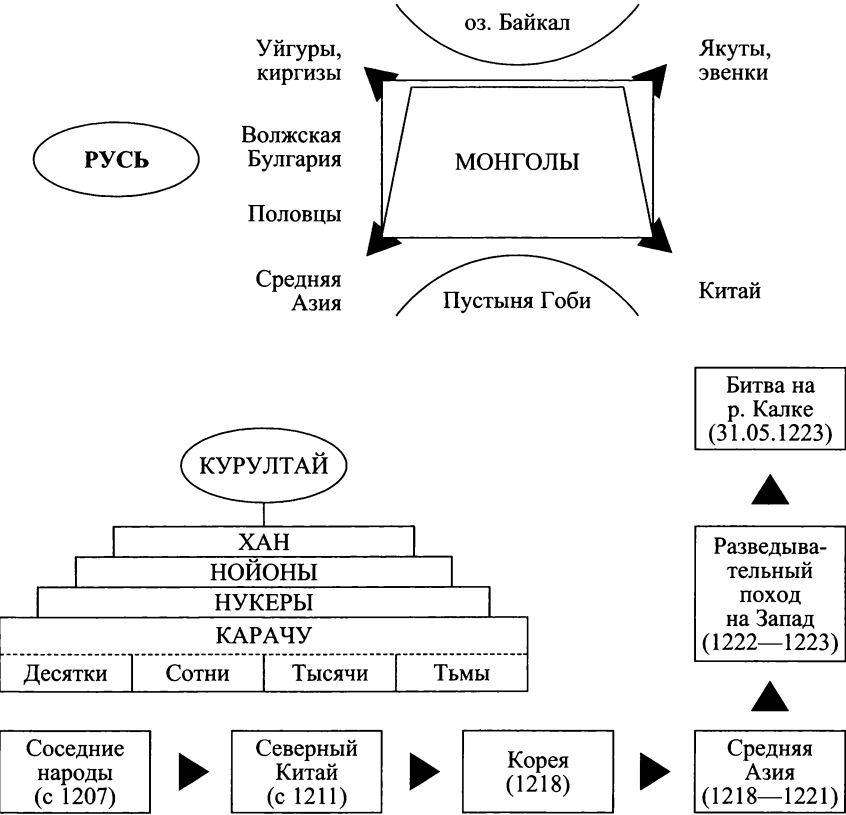 оз. Байкал
Уйгуры,
киргизы
Якуты,
эвенки
РУСЬ
Волжская
Булгария
МОНГОЛЫ
Половцы
Средняя
Азия
Пустыня Гоби
Китай
Битва на
р. Калке
(31.05.1223)
КУРУЛТАЙ
ХАН
НОЙОНЫ
НУКЕРЫ
КАРАЧУ
Десятки
Сотни
Тысячи
Тьмы
Разведыва-
тельный
поход
на Запад
(1222—1223)
Соседние
народы
(с 1207)
Северный
Китай
(с 1211)
Корея
(1218)
Средняя
Азия
(1218—1221)